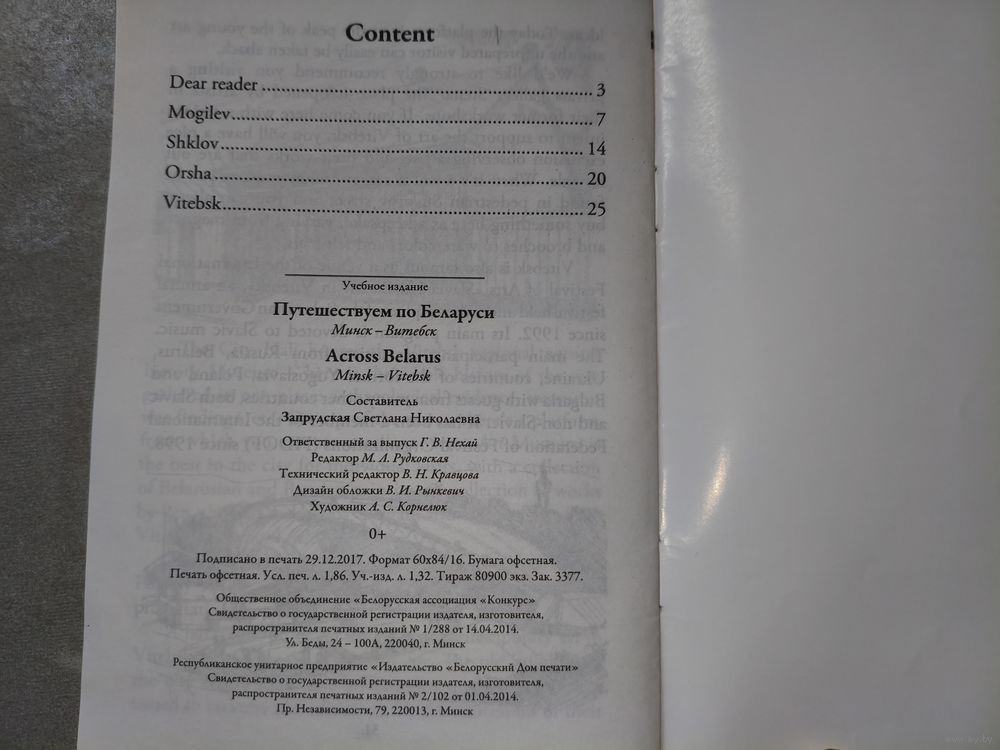 Content
Dear reader 3
Mogilev 7
Shklov 14
Orsha 20
Vitebsk 25
Учебное издание
Путешествуем по Беларуси
Минск – Витебск
Across Belarus
Minsk – Vitebsk
Составитель
Запрудская Светлана Николаевна
Ответственный за выпуск Г. В. Нехай
Редактор М. Л. Рудковская
Технический редактор В. Н. Кравцова
Дизайн обложки В. И. Рынкевич
Художник А. С. Корнелюк
0+
Подписано в печать 29.12.2017. Формат 60x84/16. Бумага офсетная.
Печать офсетная. Усл. печ. л. 1,86. Уч.-изд. л. 1,32. Тираж 80900 экз. Зак. 3377.
Общественное объединение «Белорусская ассоциация «Конкурс»
Свидетельство о государственной регистрации издателя, изготовителя,
распространителя печатных изданий № 1/288 от 14.04.2014.
Ул. Беды, 24 – 100А, 220040, г. Минск
Республиканское унитарное предприятие «Издательство «Белорусский Дом печати»
Свидетельство о государственной регистрации издателя, изготовителя,
распространителя печатных изданий № 2/102 от 01.04.2014.
Пр. Независимости, 79, 220013, г. Минск